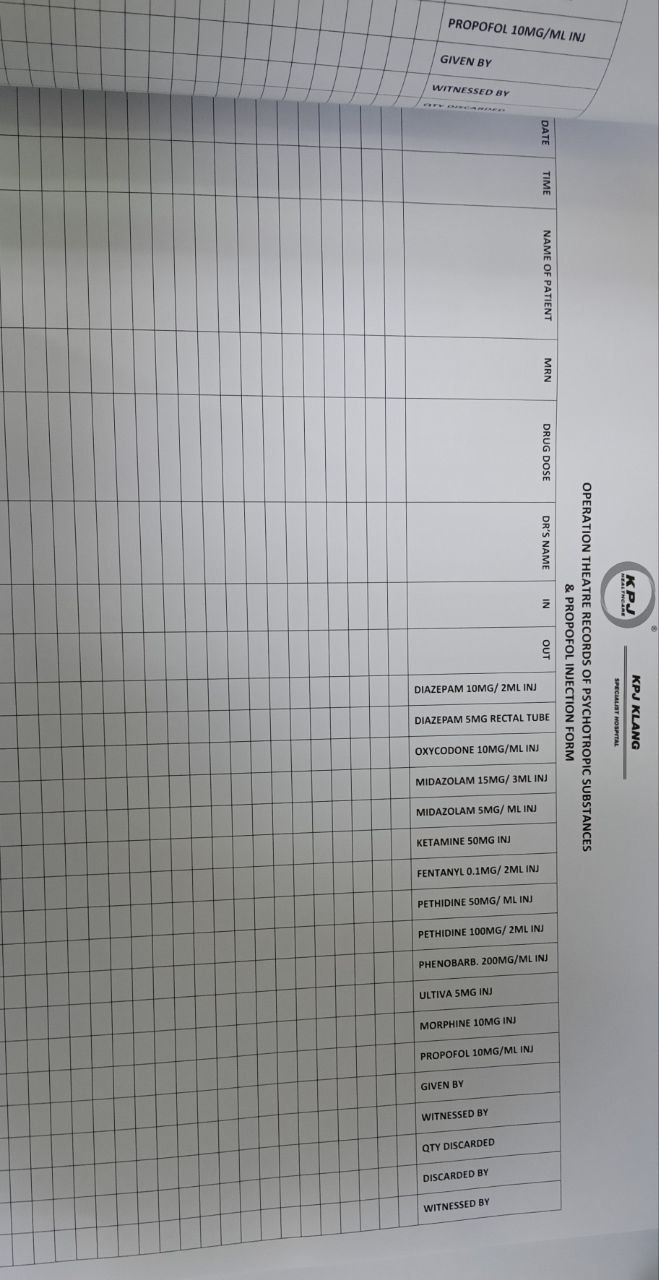 PROPOFOL 10MG/ML INJ
GIVEN BY
WITNESSED BY
QTY DISCARDED
KPJ
HEALTHCARE
®
KPJ KLANG
SPECIALIST HOSPITAL
OPERATION THEATRE RECORDS OF PSYCHOTROPIC SUBSTANCES
& PROPOFOL INJECTION FORM
DATE
TIME
NAME OF PATIENT
MRN
DRUG DOSE
DR'S NAME
IN
OUT
DIAZEPAM 10MG/ 2ML INJ
DIAZEPAM 5MG RECTAL TUBE
OXYCODONE 10MG/ML INJ
MIDAZOLAM 15MG/ 3ML INJ
MIDAZOLAM 5MG/ ML INJ
KETAMINE 50MG INJ
FENTANYL 0.1MG/ 2ML INJ
PETHIDINE 50MG/ ML INJ
PETHIDINE 100MG/ 2ML INJ
PHENOBARB. 200MG/ML INJ
ULTIVA 5MG INJ
MORPHINE 10MG INJ
PROPOFOL 10MG/ML INJ
GIVEN BY
WITNESSED BY
QTY DISCARDED
DISCARDED BY
WITNESSED BY